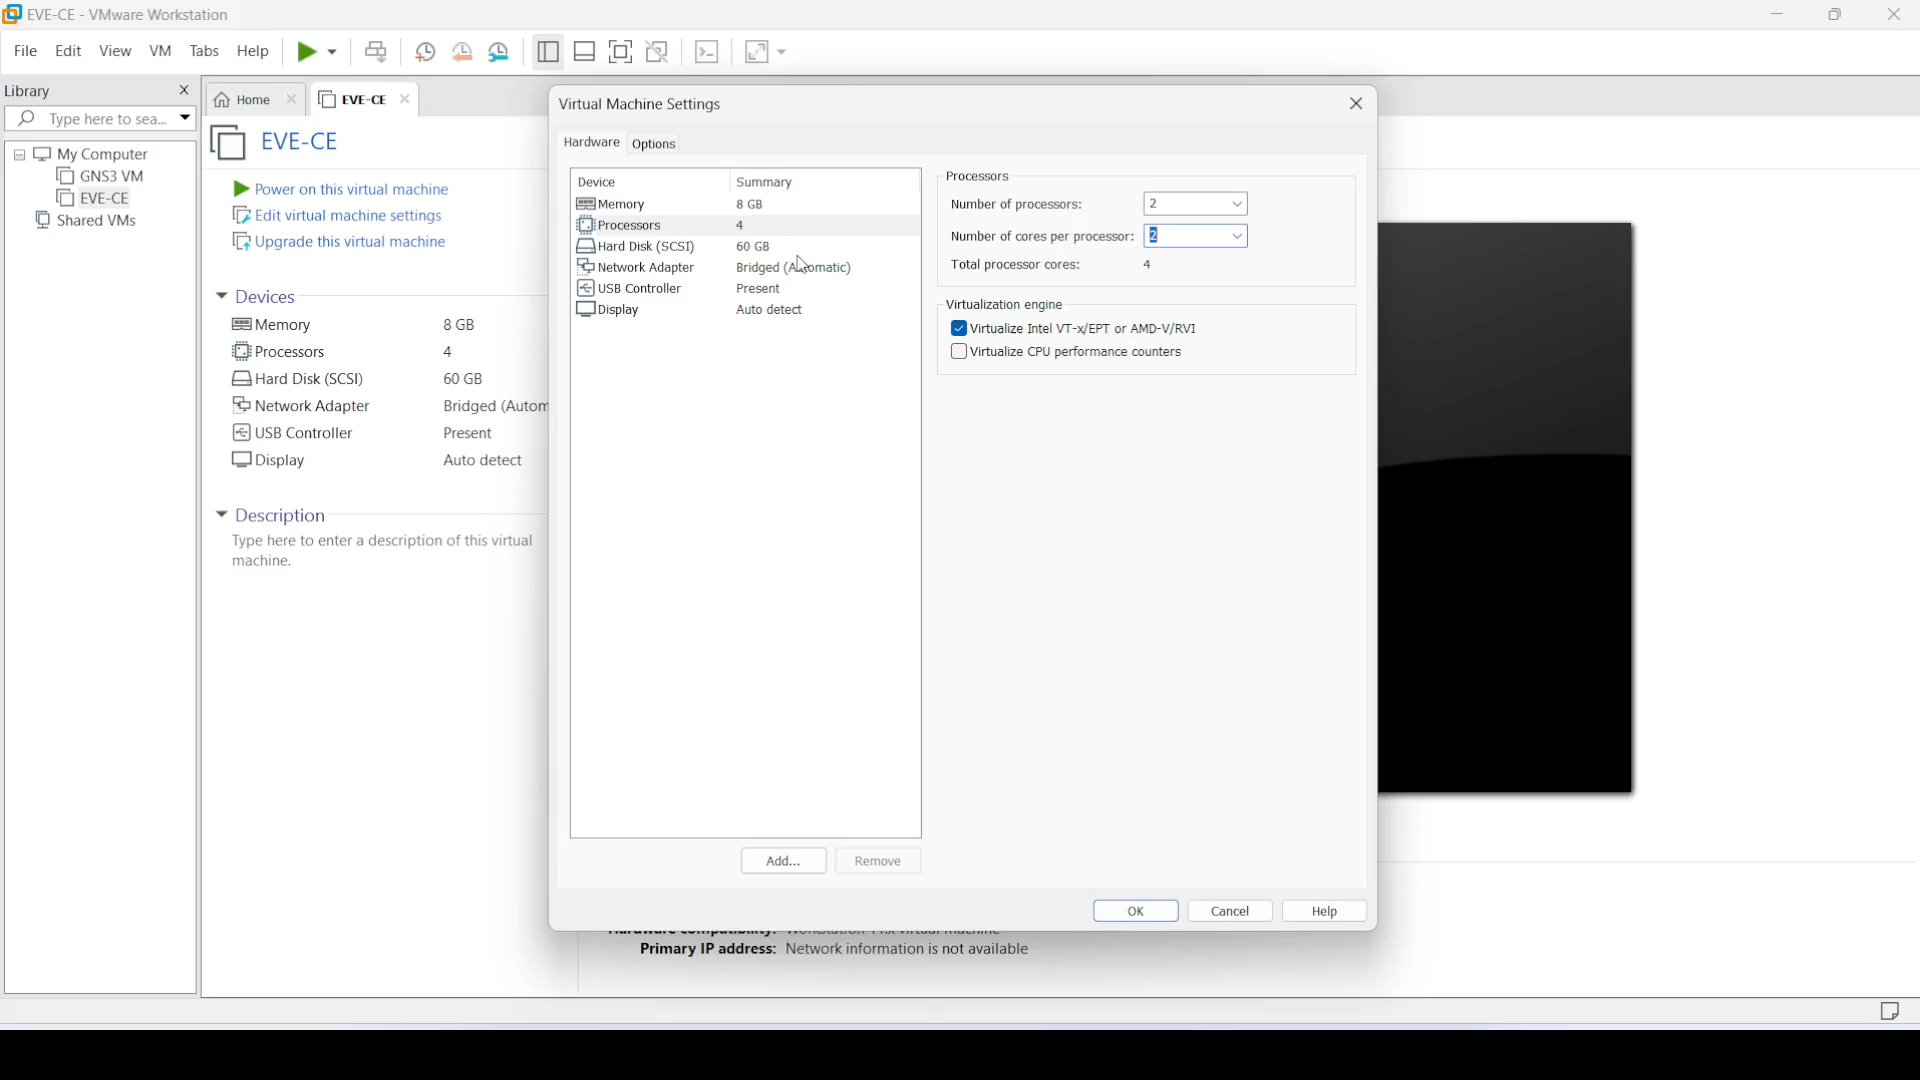 EVE-CE - VMware Workstation
File Edit View VM Tabs Help
Library
Type here to sea...
My Computer
GNS3 VM
EVE-CE
Shared VMs
Home
EVE-CE
EVE-CE
Power on this virtual machine
Edit virtual machine settings
Upgrade this virtual machine
Devices
Memory 8 GB
Processors 4
Hard Disk (SCSI) 60 GB
Network Adapter Bridged (Autom
USB Controller Present
Display Auto detect
Description
Type here to enter a description of this virtual
machine.
Virtual Machine Settings
Hardware Options
Device Summary
Memory 8 GB
Processors 4
Hard Disk (SCSI) 60 GB
Network Adapter Bridged (Automatic)
USB Controller Present
Display Auto detect
Add... Remove
Processors
Number of processors: 2
Number of cores per processor: 2
Total processor cores: 4
Virtualization engine
Virtualize Intel VT-x/EPT or AMD-V/RVI
Virtualize CPU performance counters
OK Cancel Help
Primary IP address: Network information is not available